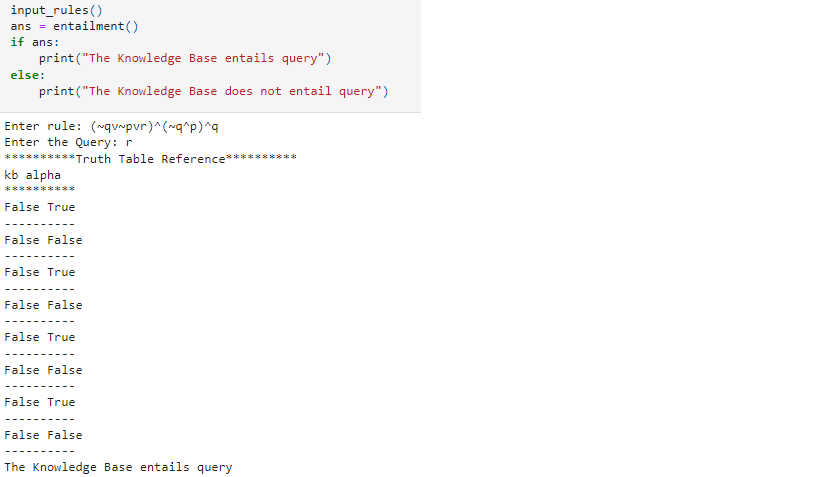 input_rules()
ans = entailment()
if ans:
    print("The Knowledge Base entails query")
else:
    print("The Knowledge Base does not entail query")
Enter rule: (~qv~pvr)^(~q^p)^q
Enter the Query: r
**********Truth Table Reference**********
kb alpha
**********
False True
----------
False False
----------
False True
----------
False False
----------
False True
----------
False False
----------
False True
----------
False False
----------
The Knowledge Base entails query